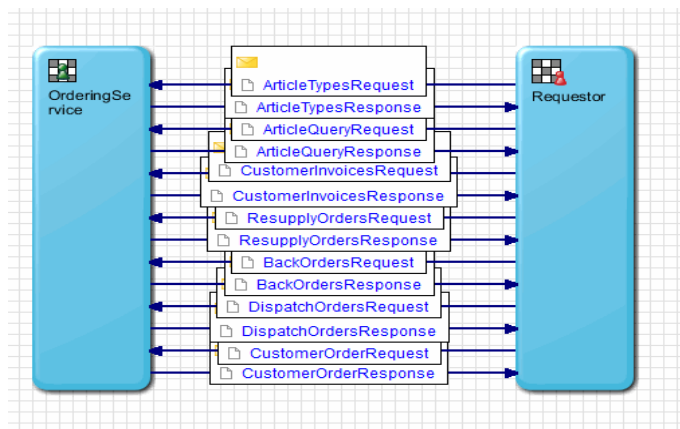 OrderingSe
rvice
Requestor
ArticleTypesRequest
ArticleTypesResponse
ArticleQueryRequest
ArticleQueryResponse
CustomerInvoicesRequest
CustomerInvoicesResponse
ResupplyOrdersRequest
ResupplyOrdersResponse
BackOrdersRequest
BackOrdersResponse
DispatchOrdersRequest
DispatchOrdersResponse
CustomerOrderRequest
CustomerOrderResponse